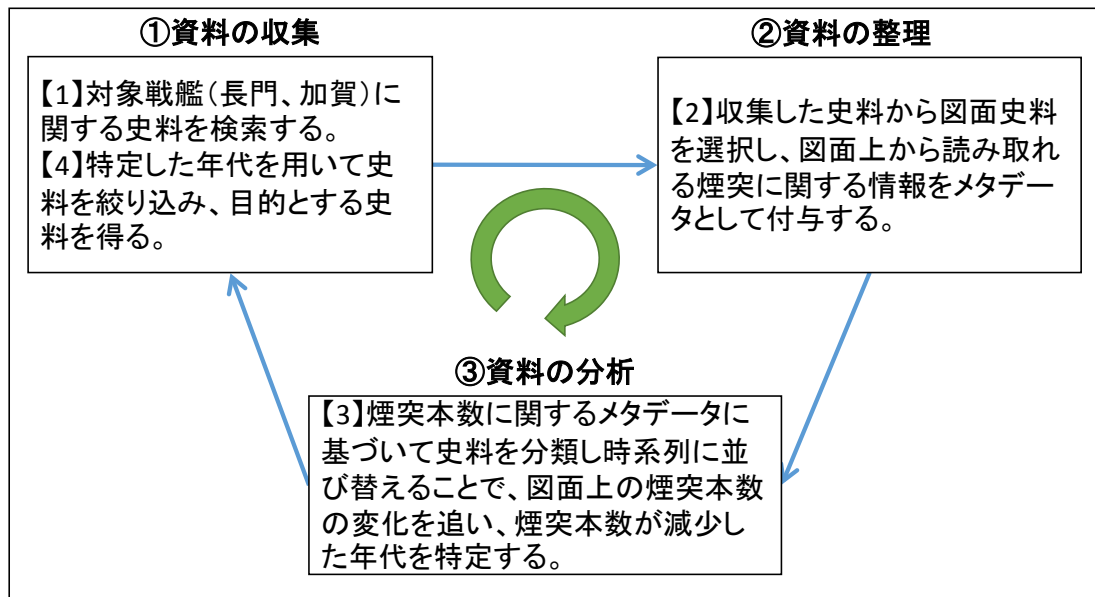 ①資料の収集
【1】対象戦艦(長門、加賀)に
関する史料を検索する。
【4】特定した年代を用いて史
料を絞り込み、目的とする史
料を得る。
②資料の整理
【2】収集した史料から図面史料
を選択し、図面上から読み取れ
る煙突に関する情報をメタデー
タとして付与する。
③資料の分析
【3】煙突本数に関するメタデータに
基づいて史料を分類し時系列に並
び替えることで、図面上の煙突本数
の変化を追い、煙突本数が減少し
た年代を特定する。